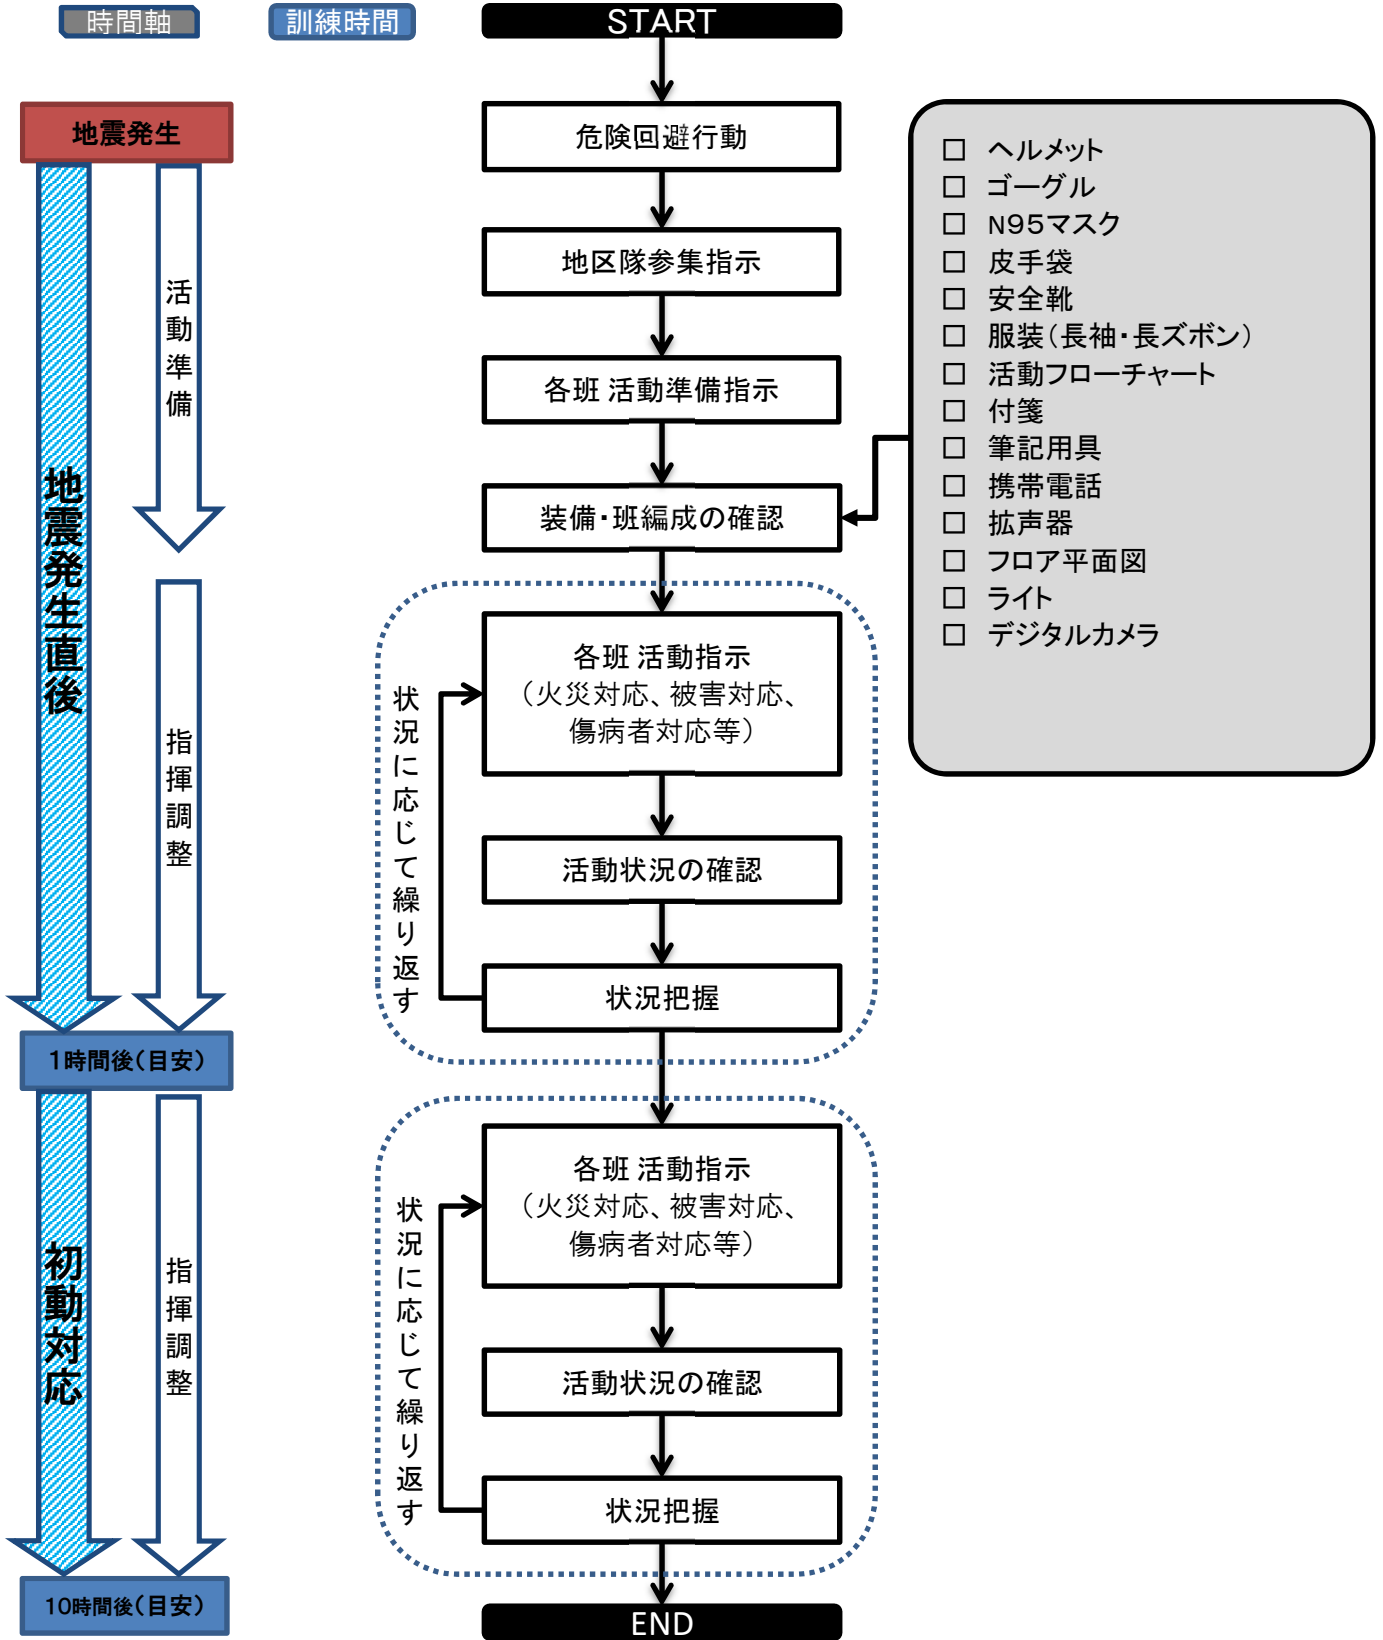 時間軸
訓練時間
START
地震発生
危険回避行動
地区隊参集指示
各班 活動準備指示
装備・班編成の確認
□ ヘルメット
□ ゴーグル
□ N95マスク
□ 皮手袋
□ 安全靴
□ 服装（長袖・長ズボン）
□ 活動フローチャート
□ 付箋
□ 筆記用具
□ 携帯電話
□ 拡声器
□ フロア平面図
□ ライト
□ デジタルカメラ
活動準備
地震発生直後
指揮調整
状況に応じて繰り返す
各班 活動指示
（火災対応、被害対応、
傷病者対応等）
活動状況の確認
状況把握
1時間後（目安）
初動対応
指揮調整
状況に応じて繰り返す
各班 活動指示
（火災対応、被害対応、
傷病者対応等）
活動状況の確認
状況把握
10時間後（目安）
END